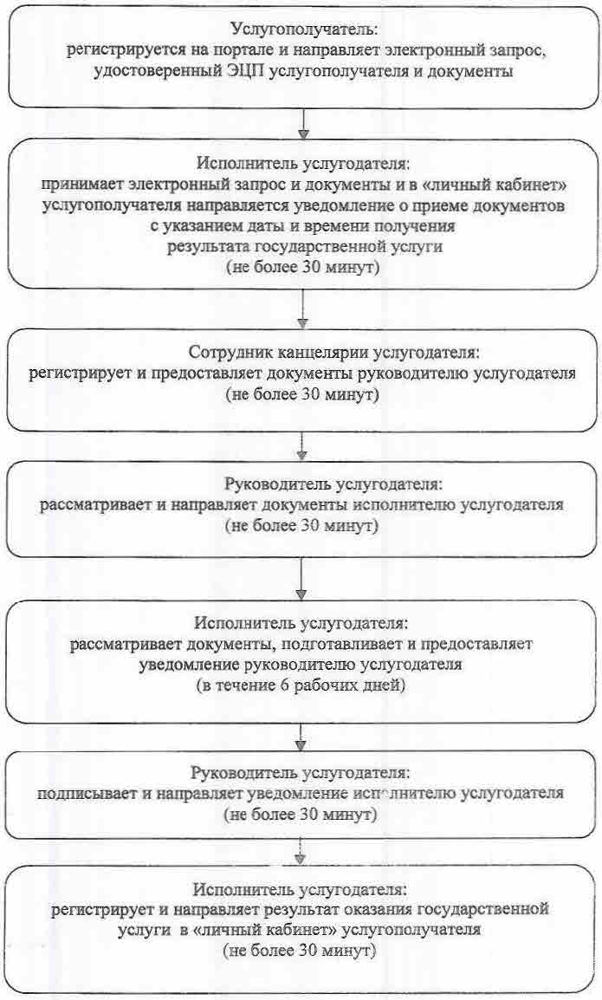 Услугополучатель:
регистрируется на портале и направляет электронный запрос,
удостоверенный ЭЦП услугополучателя и документы
Исполнитель услугодателя:
принимает электронный запрос и документы и в «личный кабинет»
услугополучателя направляется уведомление о приеме документов
с указанием даты и времени получения
результата государственной услуги
(не более 30 минут)
Сотрудник канцелярии услугодателя:
регистрирует и предоставляет документы руководителю услугодателя
(не более 30 минут)
Руководитель услугодателя:
рассматривает и направляет документы исполнителю услугодателя
(не более 30 минут)
Исполнитель услугодателя:
рассматривает документы, подготавливает и предоставляет
уведомление руководителю услугодателя
(в течение 6 рабочих дней)
Руководитель услугодателя:
подписывает и направляет уведомление исполнителю услугодателя
(не более 30 минут)
Исполнитель услугодателя:
регистрирует и направляет результат оказания государственной
услуги в «личный кабинет» услугополучателя
(не более 30 минут)